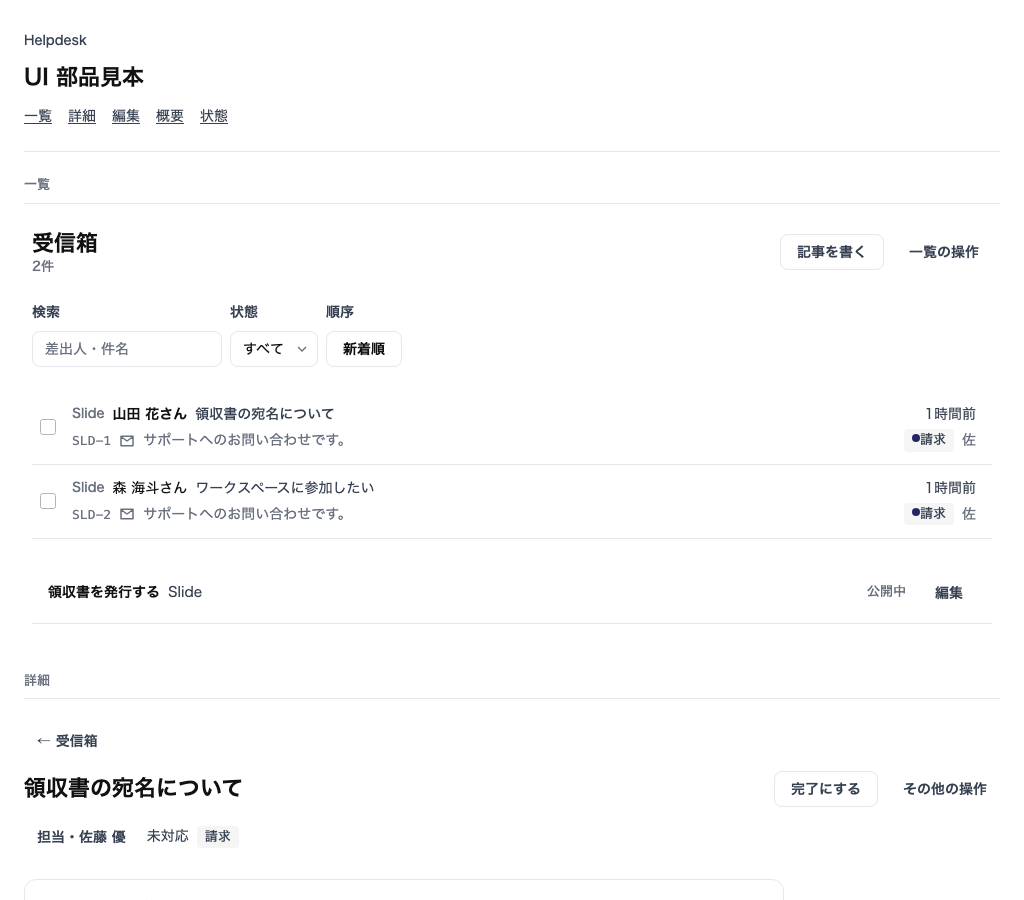 Helpdesk
UI 部品見本
一覧 詳細 編集 概要 状態
一覧
受信箱
2件
記事を書く 一覧の操作
検索 状態 順序
差出人・件名 すべて 新着順
Slide 山田 花さん 領収書の宛名について 1時間前
SLD-1 サポートへのお問い合わせです。 請求 佐
Slide 森 海斗さん ワークスペースに参加したい 1時間前
SLD-2 サポートへのお問い合わせです。 請求 佐
領収書を発行する Slide 公開中 編集
詳細
← 受信箱
領収書の宛名について 完了にする その他の操作
担当・佐藤 優 未対応 請求